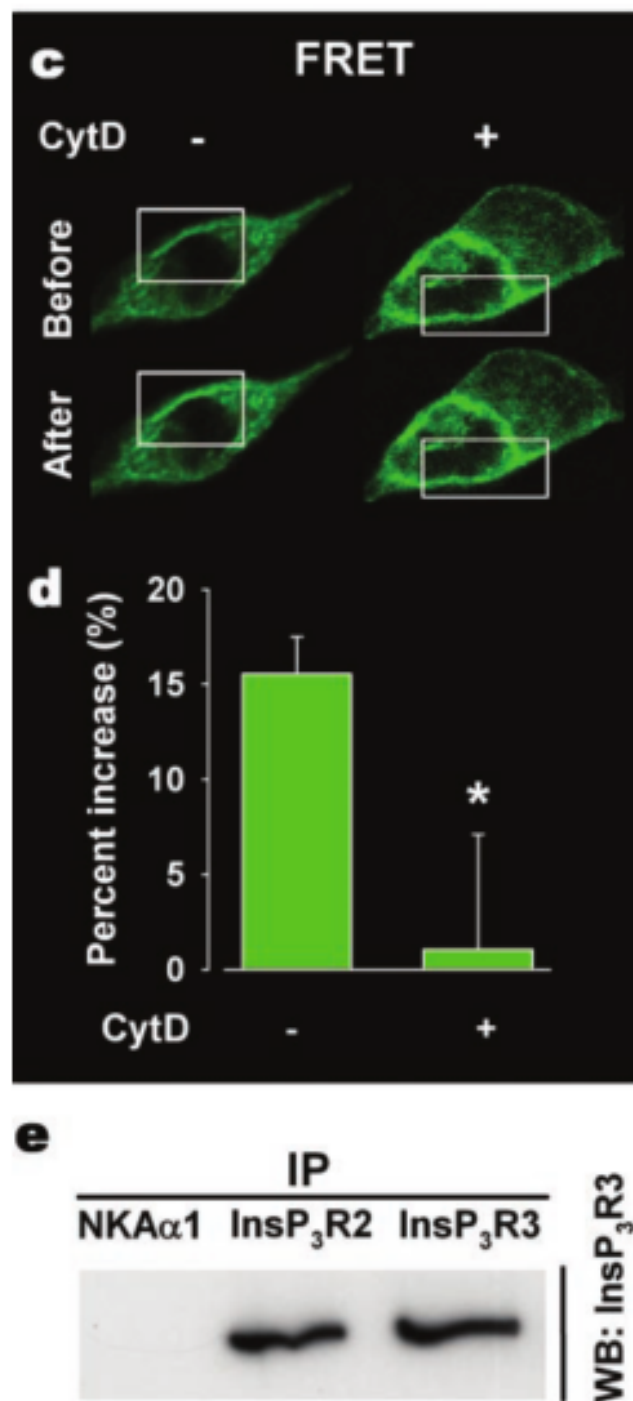 c FRET
CytD - +
Before
After
d
Percent increase (%)
20
15
10
5
0
*
CytD - +
e
IP
NKAα1 InsP₃R2 InsP₃R3
WB: InsP₃R3